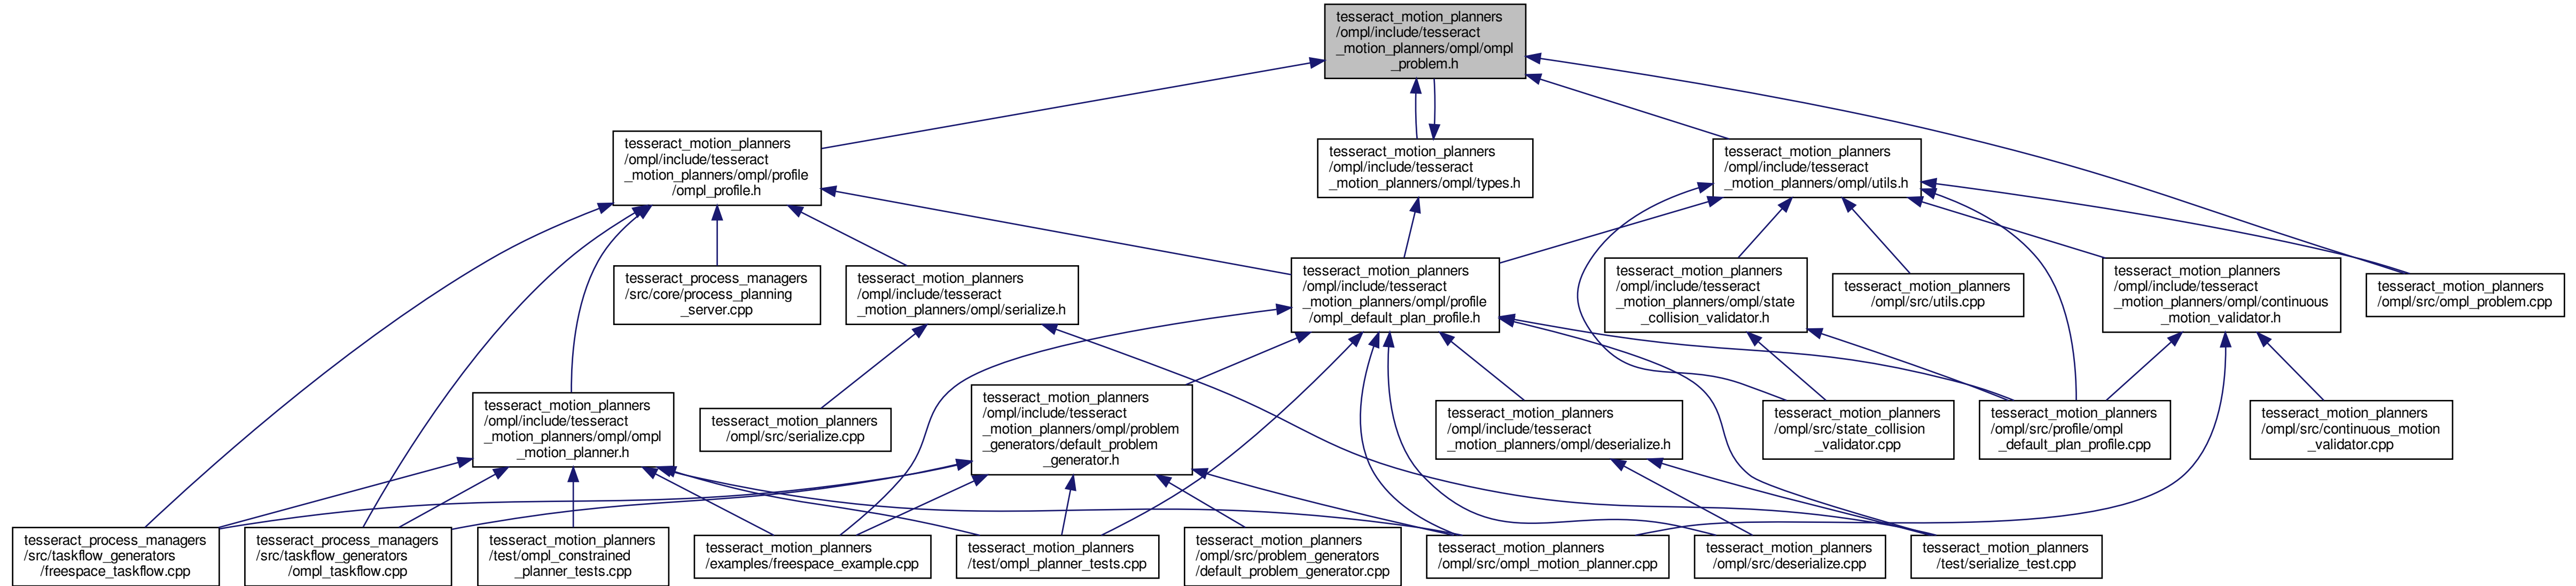 tesseract_motion_planners
/ompl/include/tesseract
_motion_planners/ompl/ompl
_problem.h
tesseract_motion_planners
/ompl/include/tesseract
_motion_planners/ompl/profile
/ompl_profile.h
tesseract_motion_planners
/ompl/include/tesseract
_motion_planners/ompl/types.h
tesseract_motion_planners
/ompl/include/tesseract
_motion_planners/ompl/utils.h
tesseract_process_managers
/src/core/process_planning
_server.cpp
tesseract_motion_planners
/ompl/include/tesseract
_motion_planners/ompl/serialize.h
tesseract_motion_planners
/ompl/include/tesseract
_motion_planners/ompl/profile
/ompl_default_plan_profile.h
tesseract_motion_planners
/ompl/include/tesseract
_motion_planners/ompl/state
_collision_validator.h
tesseract_motion_planners
/ompl/src/utils.cpp
tesseract_motion_planners
/ompl/include/tesseract
_motion_planners/ompl/continuous
_motion_validator.h
tesseract_motion_planners
/ompl/src/ompl_problem.cpp
tesseract_motion_planners
/ompl/include/tesseract
_motion_planners/ompl/ompl
_motion_planner.h
tesseract_motion_planners
/ompl/src/serialize.cpp
tesseract_motion_planners
/ompl/include/tesseract
_motion_planners/ompl/problem
_generators/default_problem
_generator.h
tesseract_motion_planners
/ompl/include/tesseract
_motion_planners/ompl/deserialize.h
tesseract_motion_planners
/ompl/src/state_collision
_validator.cpp
tesseract_motion_planners
/ompl/src/profile/ompl
_default_plan_profile.cpp
tesseract_motion_planners
/ompl/src/continuous_motion
_validator.cpp
tesseract_process_managers
/src/taskflow_generators
/freespace_taskflow.cpp
tesseract_process_managers
/src/taskflow_generators
/ompl_taskflow.cpp
tesseract_motion_planners
/test/ompl_constrained
_planner_tests.cpp
tesseract_motion_planners
/examples/freespace_example.cpp
tesseract_motion_planners
/test/ompl_planner_tests.cpp
tesseract_motion_planners
/ompl/src/problem_generators
/default_problem_generator.cpp
tesseract_motion_planners
/ompl/src/ompl_motion_planner.cpp
tesseract_motion_planners
/ompl/src/deserialize.cpp
tesseract_motion_planners
/test/serialize_test.cpp